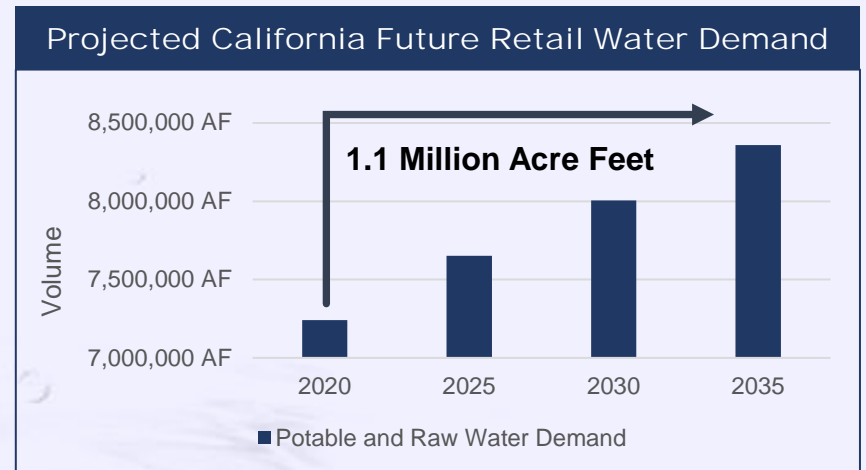 Projected California Future Retail Water Demand
8,500,000 AF
1.1 Million Acre Feet
8,000,000 AF
7,500,000 AF
7,000,000 AF
Volume
2020 2025 2030 2035
Potable and Raw Water Demand